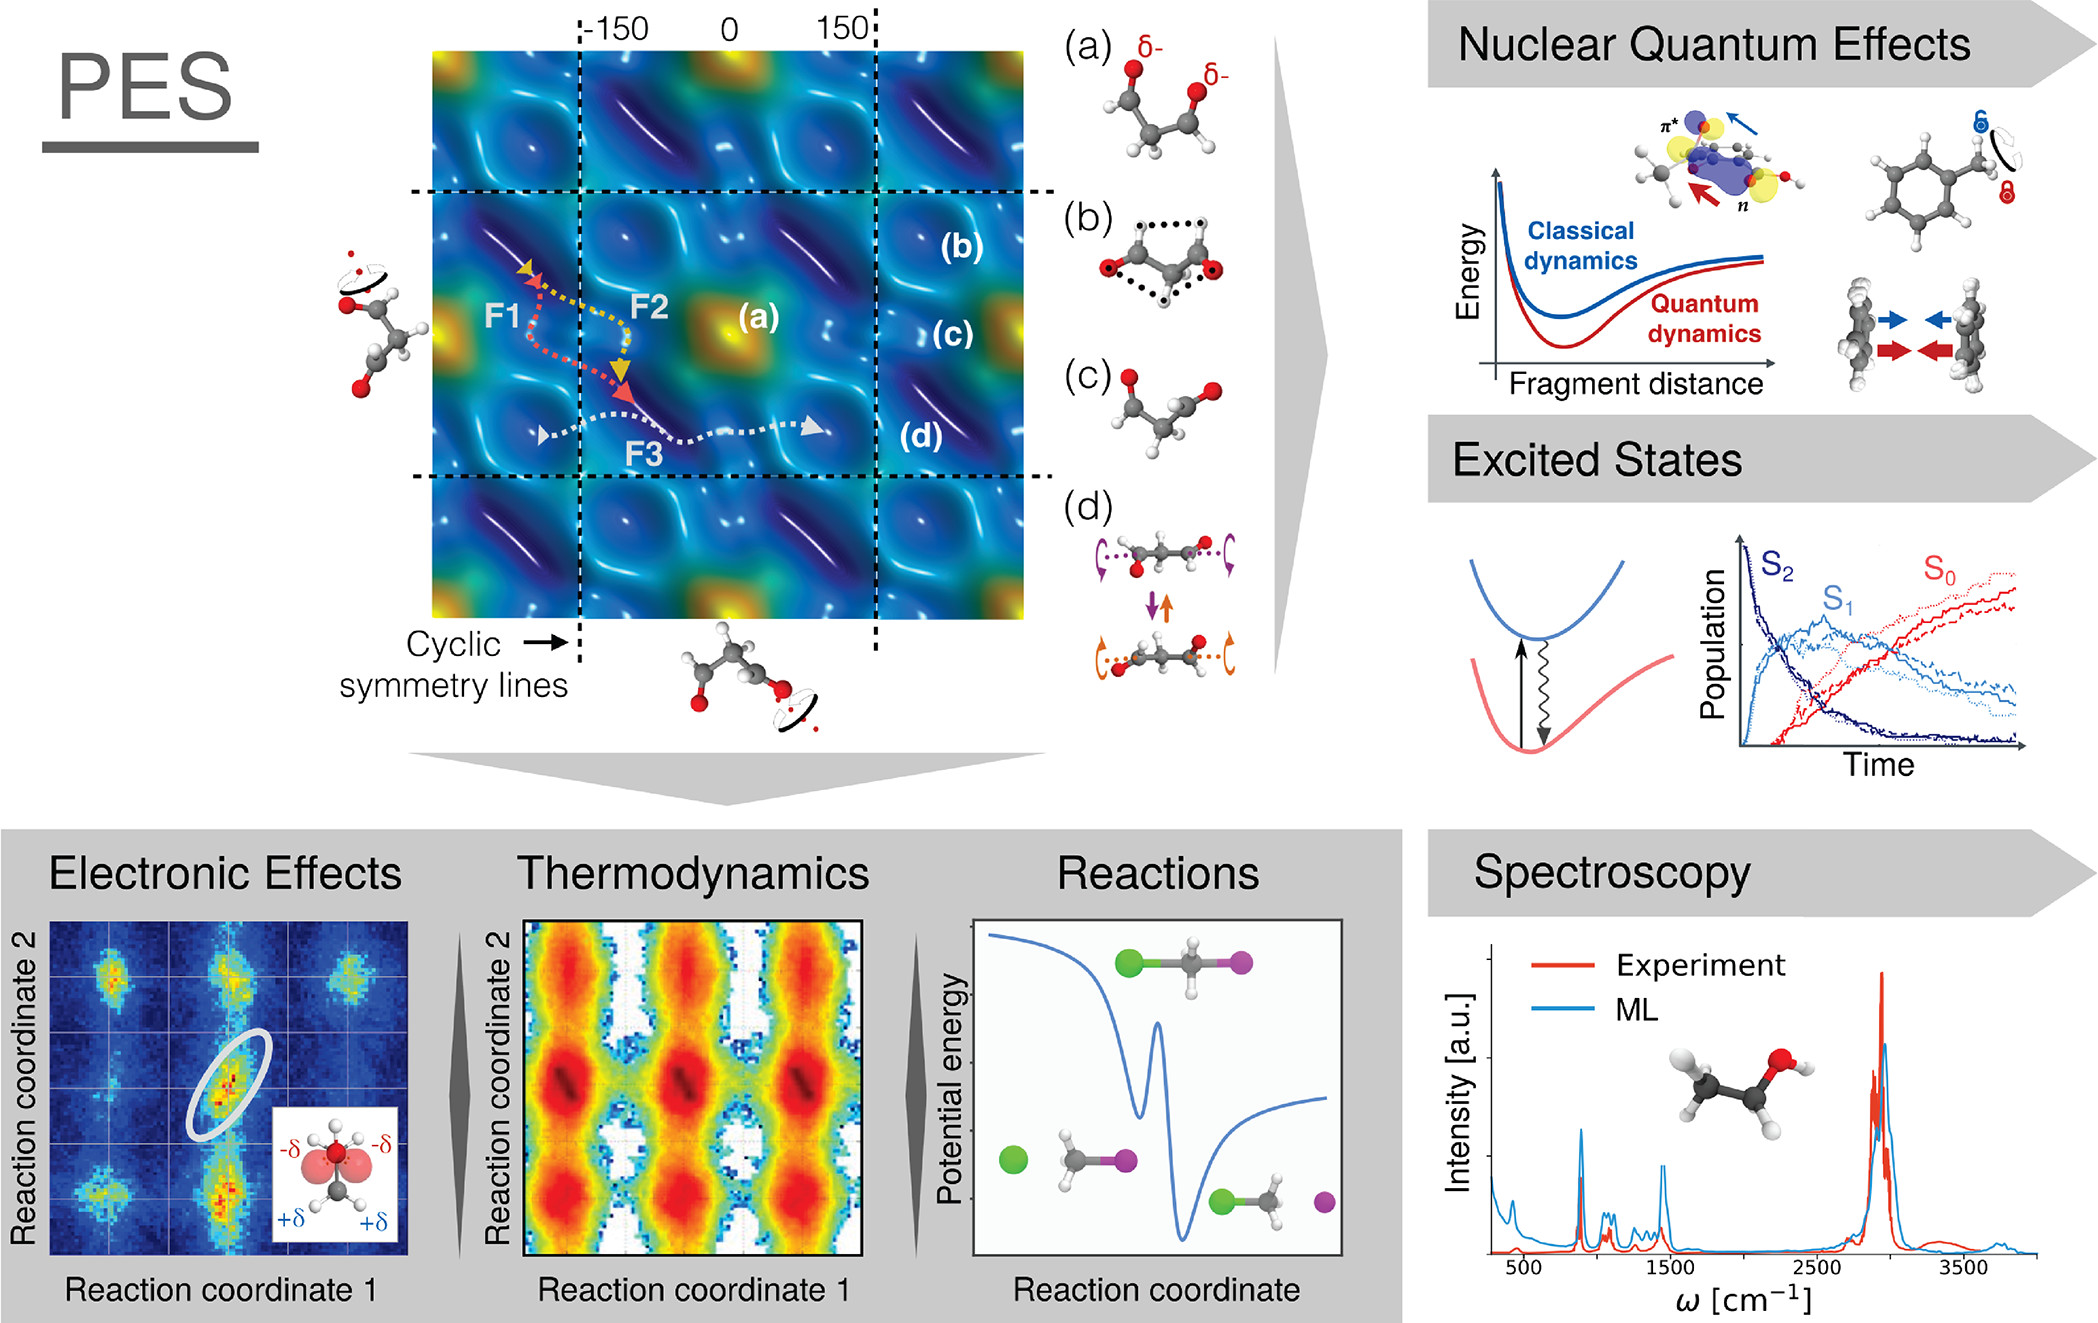 PES
-150 0 150
(a)
δ-
δ-
(b)
(c)
(d)
F1
F2
F3
(a)
(b)
(c)
(d)
Cyclic
symmetry lines
Nuclear Quantum Effects
Energy
Classical
dynamics
Quantum
dynamics
Fragment distance
π*
n
Excited States
Population
S2
S1
S0
Time
Electronic Effects
Reaction coordinate 2
-δ
-δ
+δ
+δ
Reaction coordinate 1
Thermodynamics
Reaction coordinate 2
Reaction coordinate 1
Reactions
Potential energy
Reaction coordinate
Spectroscopy
Experiment
ML
Intensity [a.u.]
500 1500 2500 3500
ω [cm⁻¹]